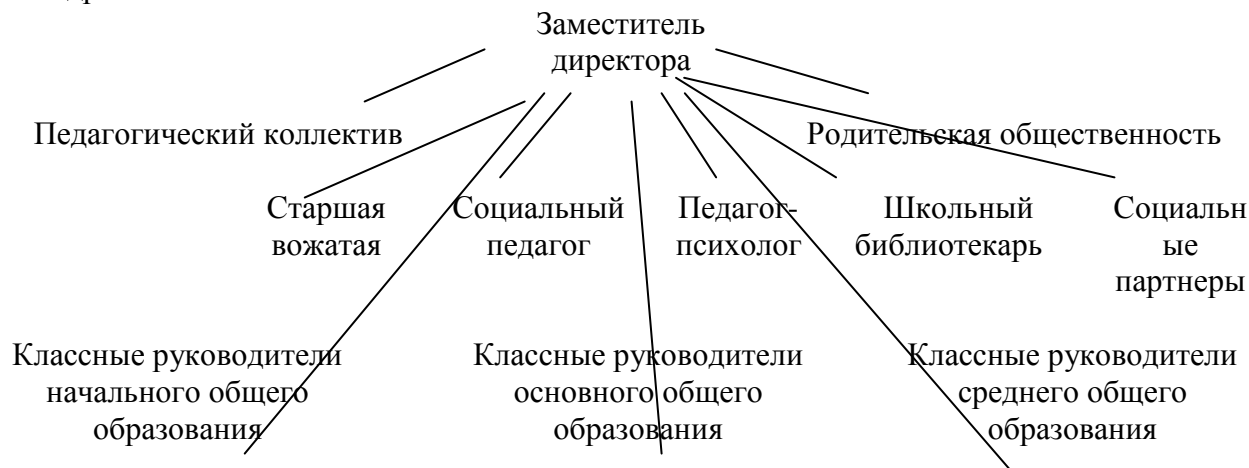 Заместитель
директора
Педагогический коллектив
Родительская общественность
Старшая
вожатая
Социальный
педагог
Педагог-
психолог
Школьный
библиотекарь
Социальн
ые
партнеры
Классные руководители
начального общего
образования
Классные руководители
основного общего
образования
Классные руководители
среднего общего
образования